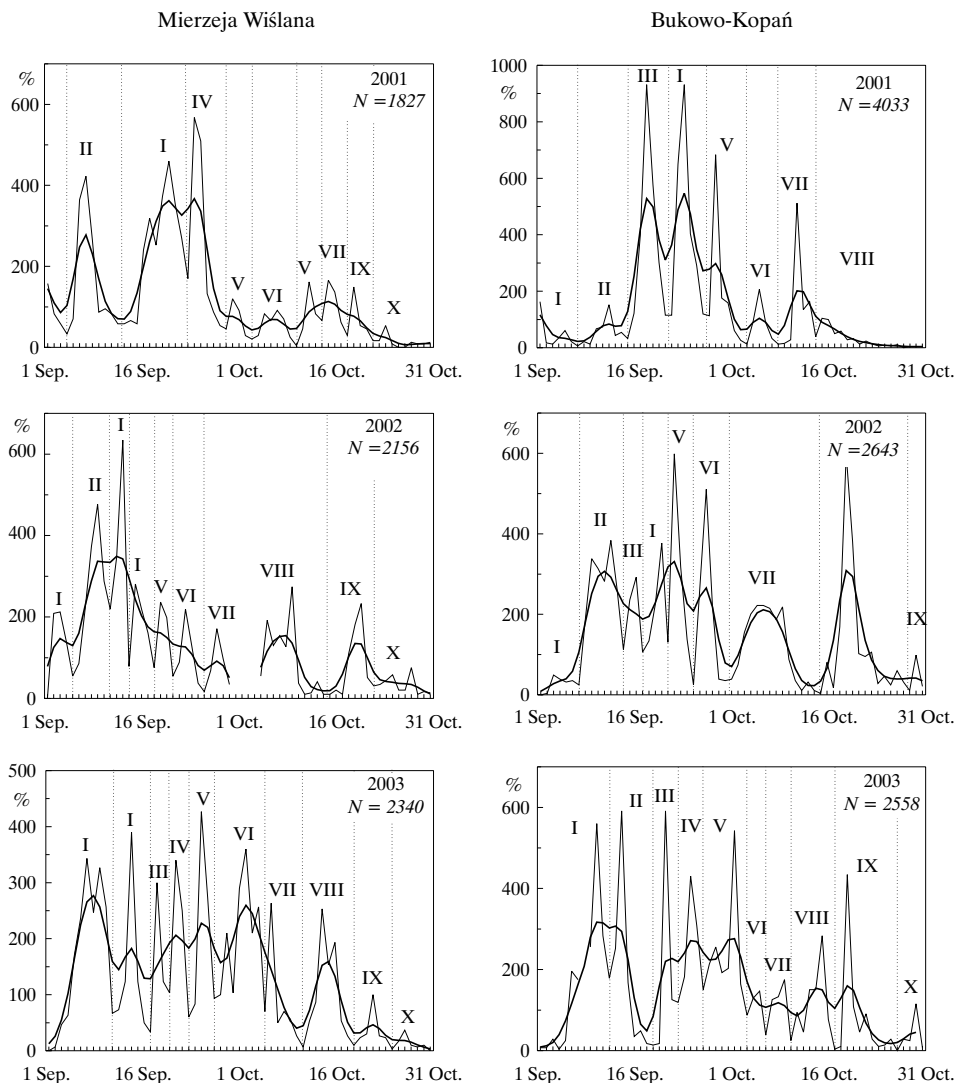 Mierzeja Wiślana
Bukowo-Kopań
%
2001
N =1827
600
400
200
0
II
I
IV
V
VI
V
VII
IX
X
1 Sep.
16 Sep.
1 Oct.
16 Oct.
31 Oct.
1000
%
2001
N = 4033
800
600
400
200
0
I
II
III
I
V
VI
VII
VIII
1 Sep.
16 Sep.
1 Oct.
16 Oct.
31 Oct.
%
2002
N =2156
600
400
200
0
I
II
I
I
V
VI
VII
VIII
IX
X
1 Sep.
16 Sep.
1 Oct.
16 Oct.
31 Oct.
%
2002
N =2643
600
400
200
0
I
II
III
I
V
VI
VII
IX
1 Sep.
16 Sep.
1 Oct.
16 Oct.
31 Oct.
500
%
2003
N = 2340
400
300
200
100
0
I
I
III
IV
V
VI
VII
VIII
IX
X
1 Sep.
16 Sep.
1 Oct.
16 Oct.
31 Oct.
%
2003
N = 2558
600
400
200
0
I
II
III
IV
V
VI
VII
VIII
IX
X
1 Sep.
16 Sep.
1 Oct.
16 Oct.
31 Oct.